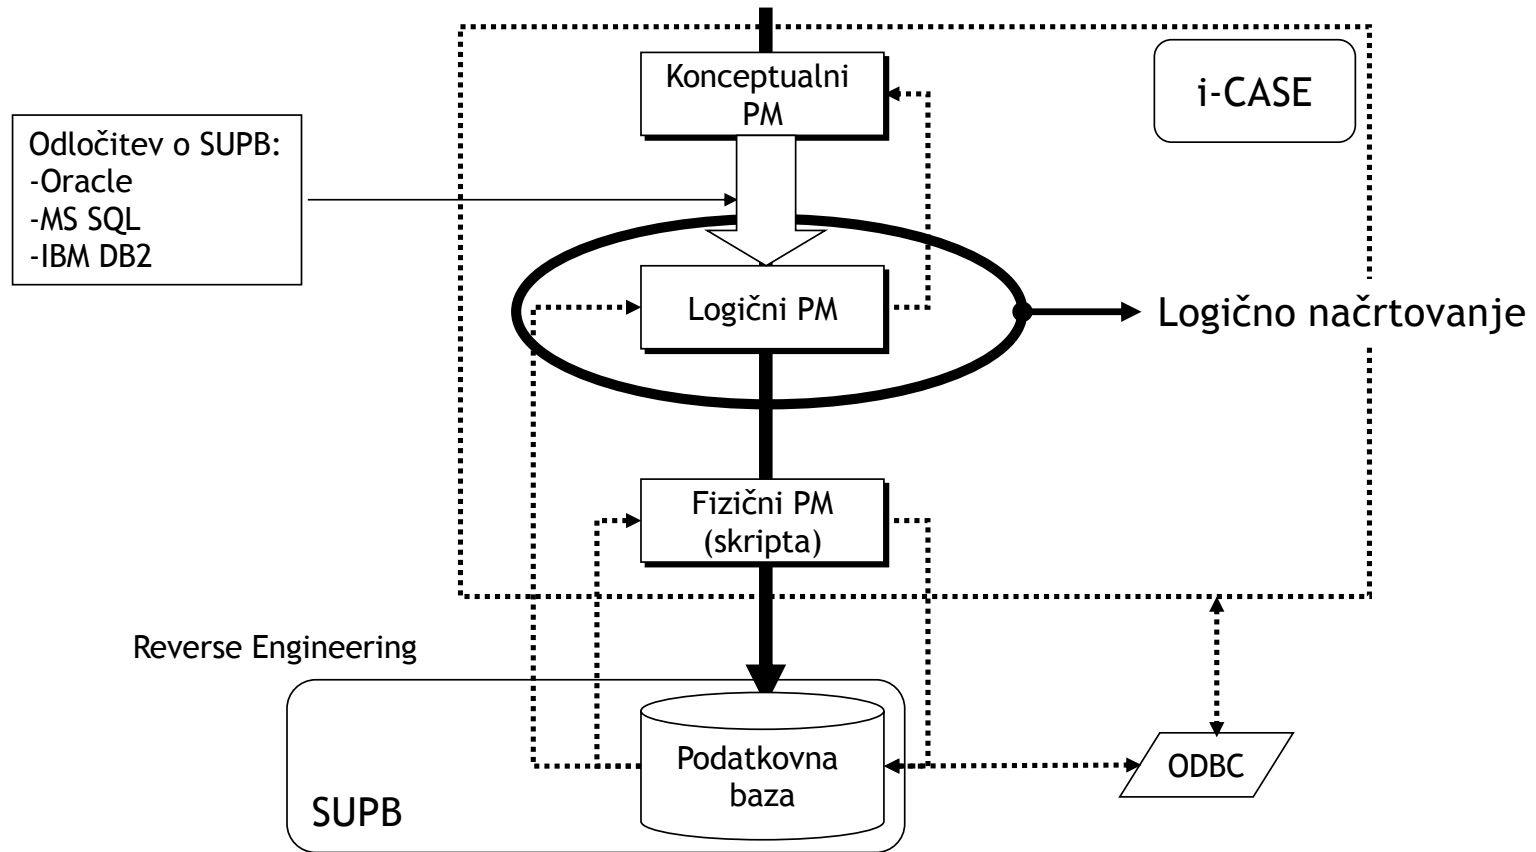 Konceptualni
PM
i-CASE
Odločitev o SUPB:
-Oracle
-MS SQL
-IBM DB2
Logični PM
Logično načrtovanje
Fizični PM
(skripta)
Reverse Engineering
Podatkovna
baza
ODBC
SUPB